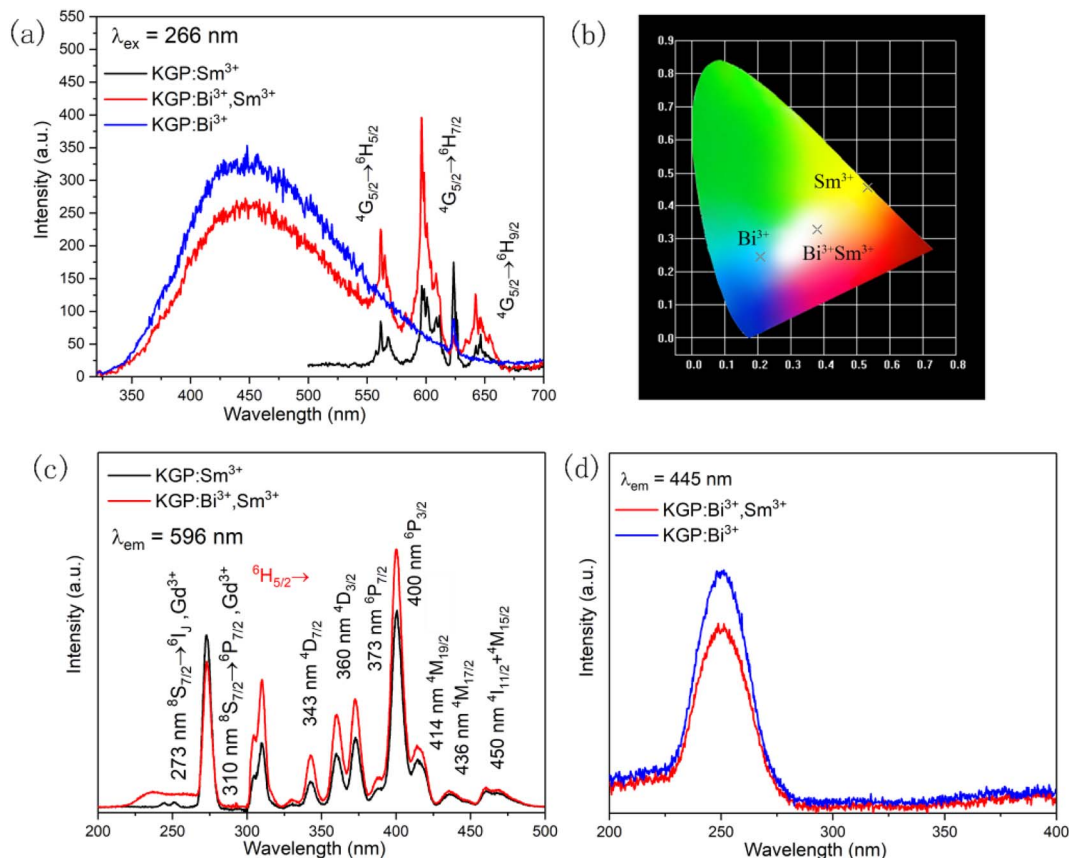 (a)
λex = 266 nm
KGP:Sm³⁺
KGP:Bi³⁺,Sm³⁺
KGP:Bi³⁺
⁴G₅/₂→⁶H₅/₂
⁴G₅/₂→⁶H₇/₂
⁴G₅/₂→⁶H₉/₂
550
500
450
400
350
300
250
200
150
100
50
0
Intensity (a.u.)
350 400 450 500 550 600 650 700
Wavelength (nm)
(b)
0.9
0.8
0.7
0.6
0.5
0.4
0.3
0.2
0.1
0.0
Sm³⁺
Bi³⁺
Bi³⁺Sm³⁺
0.0 0.1 0.2 0.3 0.4 0.5 0.6 0.7 0.8
(c)
KGP:Sm³⁺
KGP:Bi³⁺,Sm³⁺
λem = 596 nm
⁶H₅/₂→
273 nm ⁸S₇/₂→⁶IJ ,Gd³⁺
310 nm ⁸S₇/₂→⁶P₇/₂ ,Gd³⁺
343 nm ⁴D₇/₂
360 nm ⁴D₃/₂
373 nm ⁶P₇/₂
400 nm ⁶P₃/₂
414 nm ⁴M₁₉/₂
436 nm ⁴M₁₇/₂
450 nm ⁴I₁₁/₂+⁴M₁₅/₂
Intensity (a.u.)
200 250 300 350 400 450 500
Wavelength (nm)
(d)
λem = 445 nm
KGP:Bi³⁺,Sm³⁺
KGP:Bi³⁺
Intensity (a.u.)
200 250 300 350 400
Wavelength (nm)